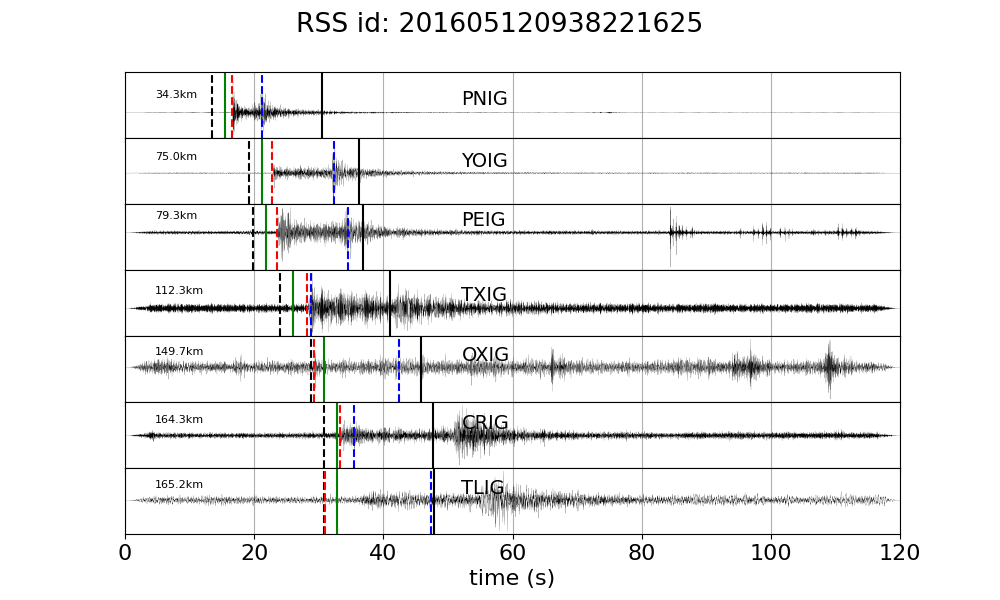 RSS id: 201605120938221625
34.3km PNIG
75.0km YOIG
79.3km PEIG
112.3km TXIG
149.7km OXIG
164.3km CRIG
165.2km TLIG
0 20 40 60 80 100 120
time (s)